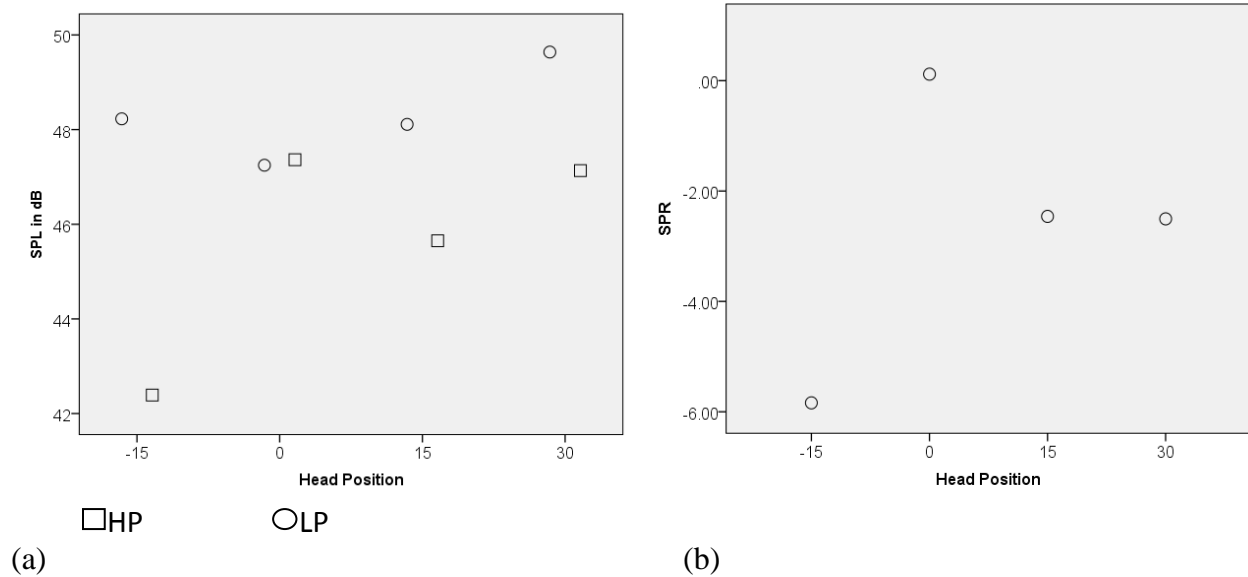 50
48
46
44
42
SPL in dB
-15 0 15 30
Head Position
HP LP
(a)
.00
-2.00
-4.00
-6.00
SPR
-15 0 15 30
Head Position
(b)